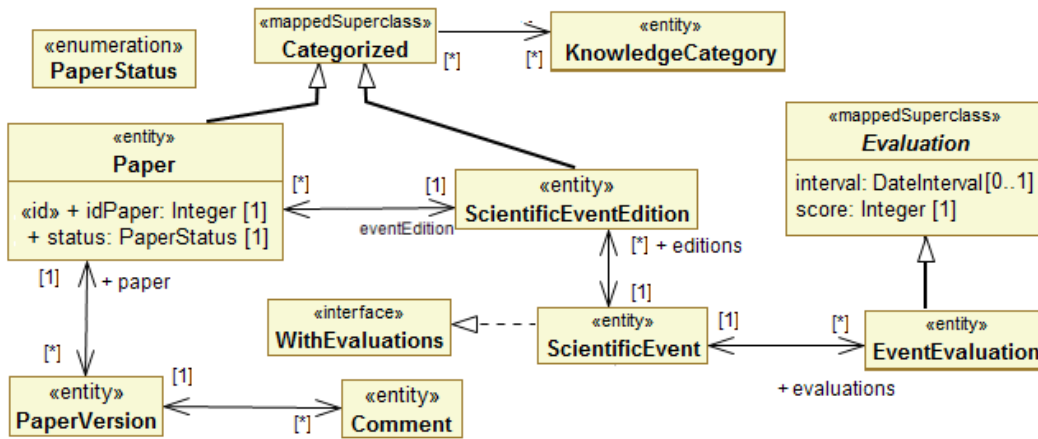 «enumeration»
PaperStatus
«mappedSuperclass»
Categorized
[*]
[*]
«entity»
KnowledgeCategory
«entity»
Paper
«id» + idPaper: Integer [1]
+ status: PaperStatus [1]
[*]
[1]
eventEdition
«entity»
ScientificEventEdition
«mappedSuperclass»
Evaluation
interval: DateInterval[0..1]
score: Integer [1]
[1]
+ paper
[*] + editions
[1]
«interface»
WithEvaluations
«entity»
ScientificEvent
[1]
[*]
+ evaluations
«entity»
EventEvaluation
[*]
«entity»
PaperVersion
[1]
[*]
«entity»
Comment